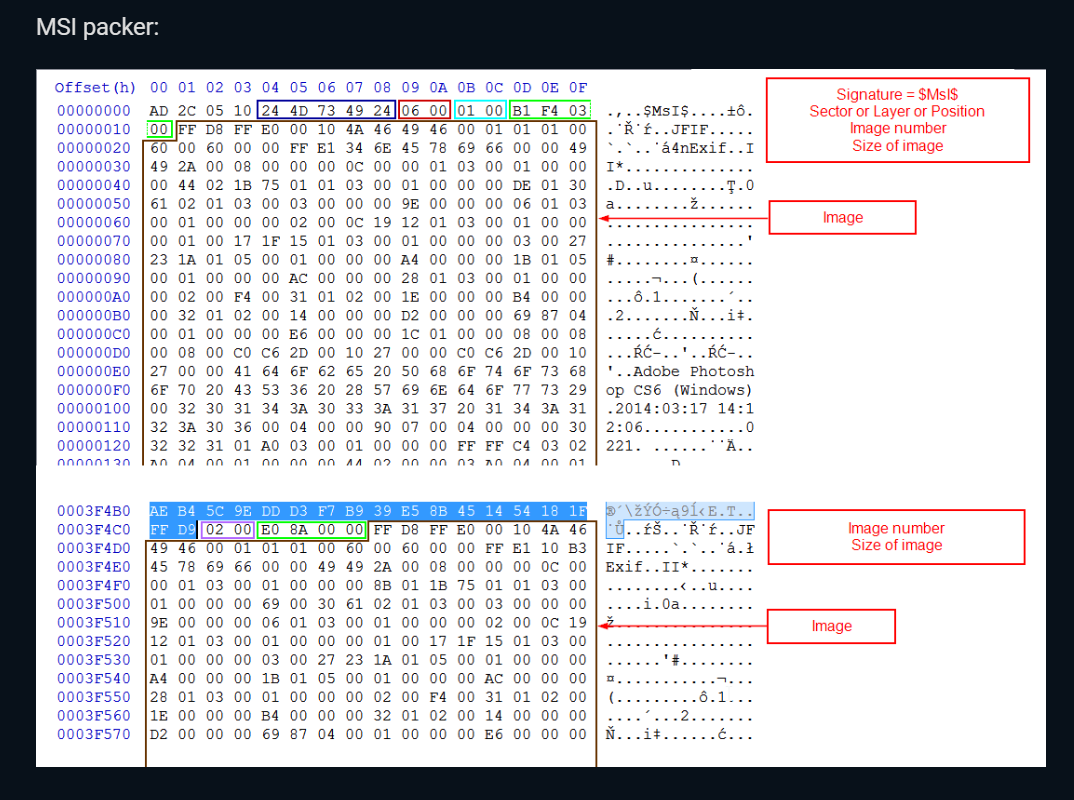 MSI packer:
Offset(h) 00 01 02 03 04 05 06 07 08 09 0A 0B 0C 0D 0E 0F
00000000 AD 2C 05 10 24 4D 73 49 24 06 00 01 00 B1 F4 03 .,..$MsI$....±ô.
00000010 00 FF D8 FF E0 00 10 4A 46 49 46 00 01 01 01 00 .˙Ř˙ŕ..JFIF.....
00000020 60 00 60 00 00 FF E1 34 6E 45 78 69 66 00 00 49 `.`..˙á4nExif..I
00000030 49 2A 00 08 00 00 00 0C 00 00 01 03 00 01 00 00 I*..............
00000040 00 44 02 1B 75 01 01 03 00 01 00 00 00 DE 01 30 .D..u........Ţ.0
00000050 61 02 01 03 00 03 00 00 00 9E 00 00 00 06 01 03 a........ž......
00000060 00 01 00 00 00 02 00 0C 19 12 01 03 00 01 00 00 ................
00000070 00 01 00 17 1F 15 01 03 00 01 00 00 00 03 00 27 ...............'
00000080 23 1A 01 05 00 01 00 00 00 A4 00 00 00 1B 01 05 #........¤......
00000090 00 01 00 00 00 AC 00 00 00 28 01 03 00 01 00 00 .....¬...(......
000000A0 00 02 00 F4 00 31 01 02 00 1E 00 00 00 B4 00 00 ...ô.1.......´..
000000B0 00 32 01 02 00 14 00 00 00 D2 00 00 00 69 87 04 .2.......Ň...i‡.
000000C0 00 01 00 00 00 E6 00 00 00 1C 01 00 00 08 00 08 .....ć..........
000000D0 00 08 00 C0 C6 2D 00 10 27 00 00 C0 C6 2D 00 10 ...ŔĆ-..'..ŔĆ-..
000000E0 27 00 00 41 64 6F 62 65 20 50 68 6F 74 6F 73 68 '..Adobe Photosh
000000F0 6F 70 20 43 53 36 20 28 57 69 6E 64 6F 77 73 29 op CS6 (Windows)
00000100 00 32 30 31 34 3A 30 33 3A 31 37 20 31 34 3A 31 .2014:03:17 14:1
00000110 32 3A 30 36 00 04 00 00 90 07 00 04 00 00 00 30 2:06...........0
00000120 32 32 31 01 A0 03 00 01 00 00 00 FF FF C4 03 02 221. ......˙˙Ä..
00000130 A0 04 00 01 00 00 00 44 02 00 00 03 A0 04 00 01
Signature = $MsI$
Sector or Layer or Position
Image number
Size of image
Image
0003F4B0 AE B4 5C 9E DD D3 F7 B9 39 E5 8B 45 14 54 18 1F ®´\žÝÓ÷ą9ĺ‹E.T..
0003F4C0 FF D9 02 00 E0 8A 00 00 FF D8 FF E0 00 10 4A 46 ˙Ů..ŕŠ..˙Ř˙ŕ..JF
0003F4D0 49 46 00 01 01 01 00 60 00 60 00 00 FF E1 10 B3 IF.....`.`..˙á.ł
0003F4E0 45 78 69 66 00 00 49 49 2A 00 08 00 00 00 0C 00 Exif..II*.......
0003F4F0 00 01 03 00 01 00 00 00 8B 01 1B 75 01 01 03 00 ........‹..u....
0003F500 01 00 00 00 69 00 30 61 02 01 03 00 03 00 00 00 ....i.0a........
0003F510 9E 00 00 00 06 01 03 00 01 00 00 00 02 00 0C 19 ž...............
0003F520 12 01 03 00 01 00 00 00 01 00 17 1F 15 01 03 00 ................
0003F530 01 00 00 00 03 00 27 23 1A 01 05 00 01 00 00 00 ......'#........
0003F540 A4 00 00 00 1B 01 05 00 01 00 00 00 AC 00 00 00 ¤...........¬...
0003F550 28 01 03 00 01 00 00 00 02 00 F4 00 31 01 02 00 (.........ô.1...
0003F560 1E 00 00 00 B4 00 00 00 32 01 02 00 14 00 00 00 ....´...2.......
0003F570 D2 00 00 00 69 87 04 00 01 00 00 00 E6 00 00 00 Ň...i‡......ć...
Image number
Size of image
Image